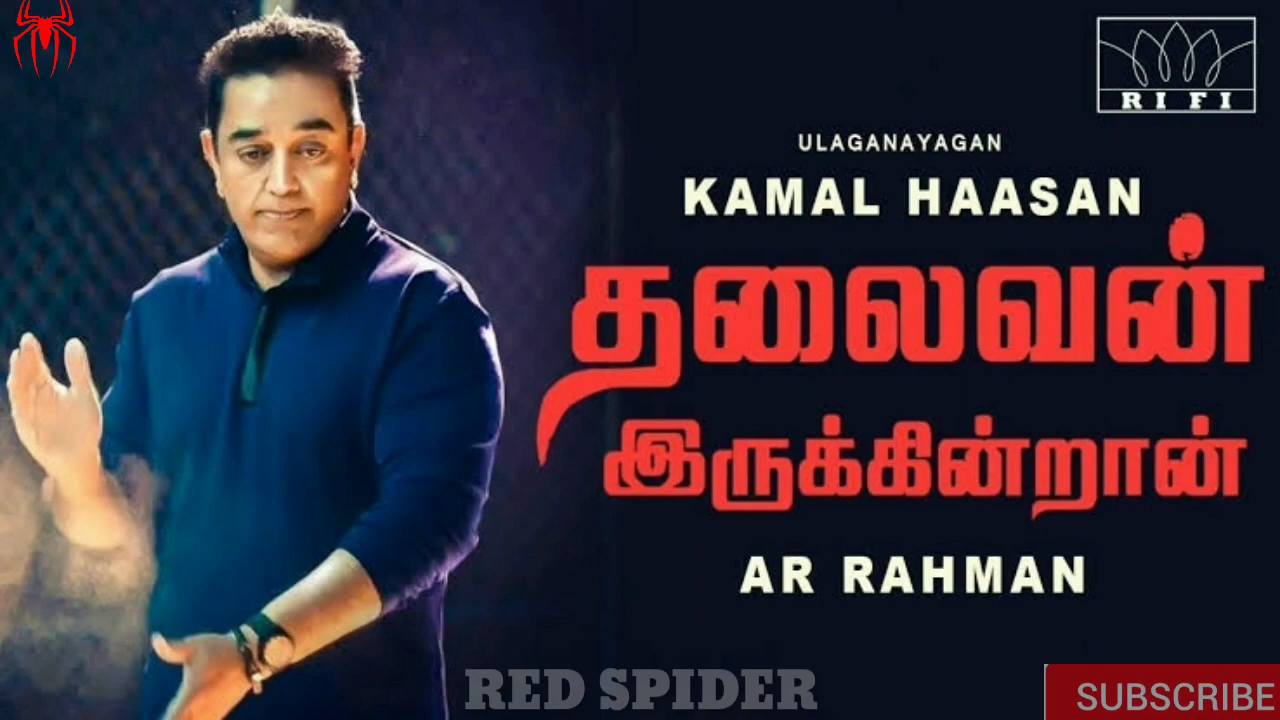 RIFI
ULAGANAYAGAN
KAMAL HAASAN
தலைவன்
இருக்கின்றான்
AR RAHMAN
RED SPIDER
SUBSCRIBE